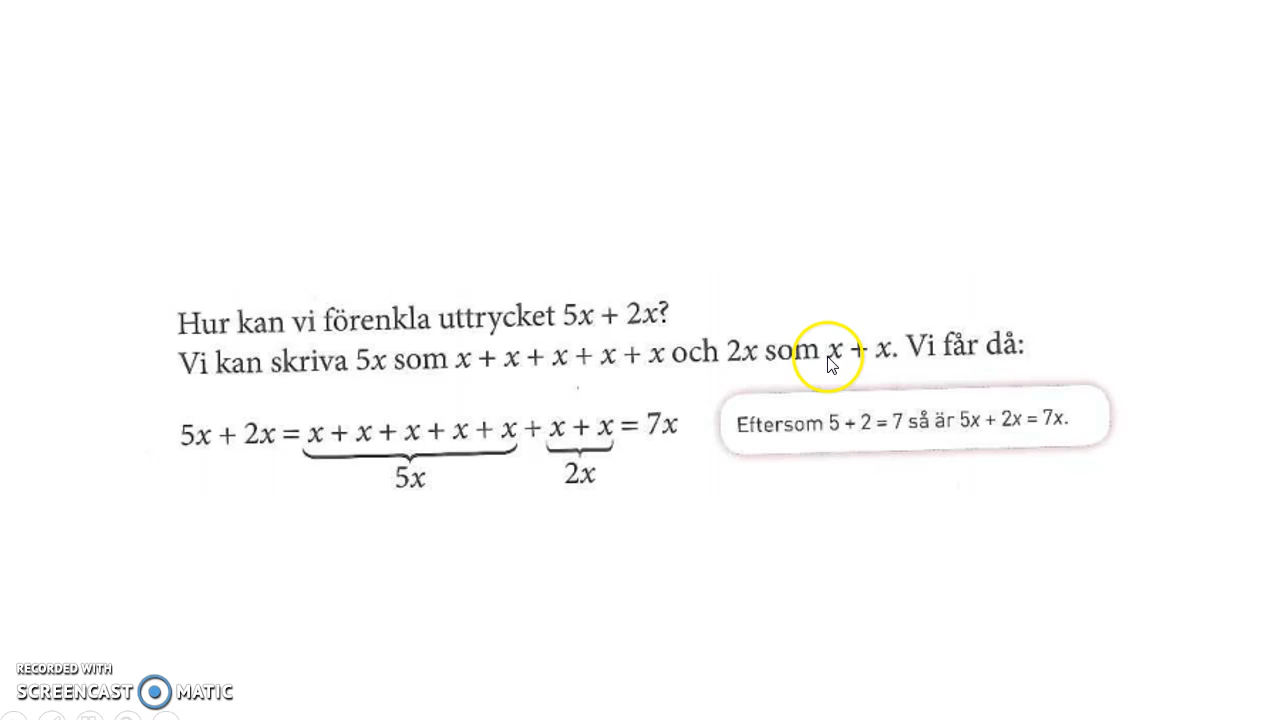 Hur kan vi förenkla uttrycket 5x + 2x?
Vi kan skriva 5x som x + x + x + x + x och 2x som x + x. Vi får då:
5x + 2x = x + x + x + x + x + x + x = 7x
5x 2x
Eftersom 5 + 2 = 7 så är 5x + 2x = 7x.
RECORDED WITH
SCREENCAST MATIC